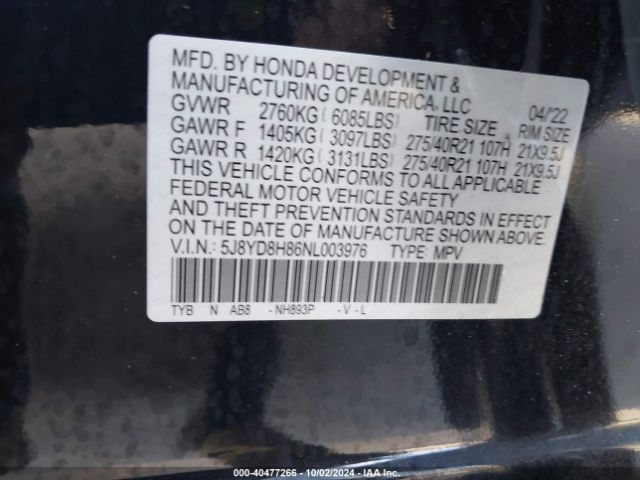 MFD. BY HONDA DEVELOPMENT &
MANUFACTURING OF AMERICA, LLC 04/'22
GVWR 2760KG ( 6085LBS) TIRE SIZE RIM SIZE
GAWR F 1405KG ( 3097LBS) 275/40R21 107H 21X9.5J
GAWR R 1420KG ( 3131LBS) 275/40R21 107H 21X9.5J
THIS VEHICLE CONFORMS TO ALL APPLICABLE
FEDERAL MOTOR VEHICLE SAFETY
AND THEFT PREVENTION STANDARDS IN EFFECT
ON THE DATE OF MANUFACTURE SHOWN ABOVE.
V.I.N.: 5J8YD8H86NL003976 TYPE: MPV
TYB N AB8 -NH893P -V-L
000-40477266 - 10/02/2024 - IAAI Inc.